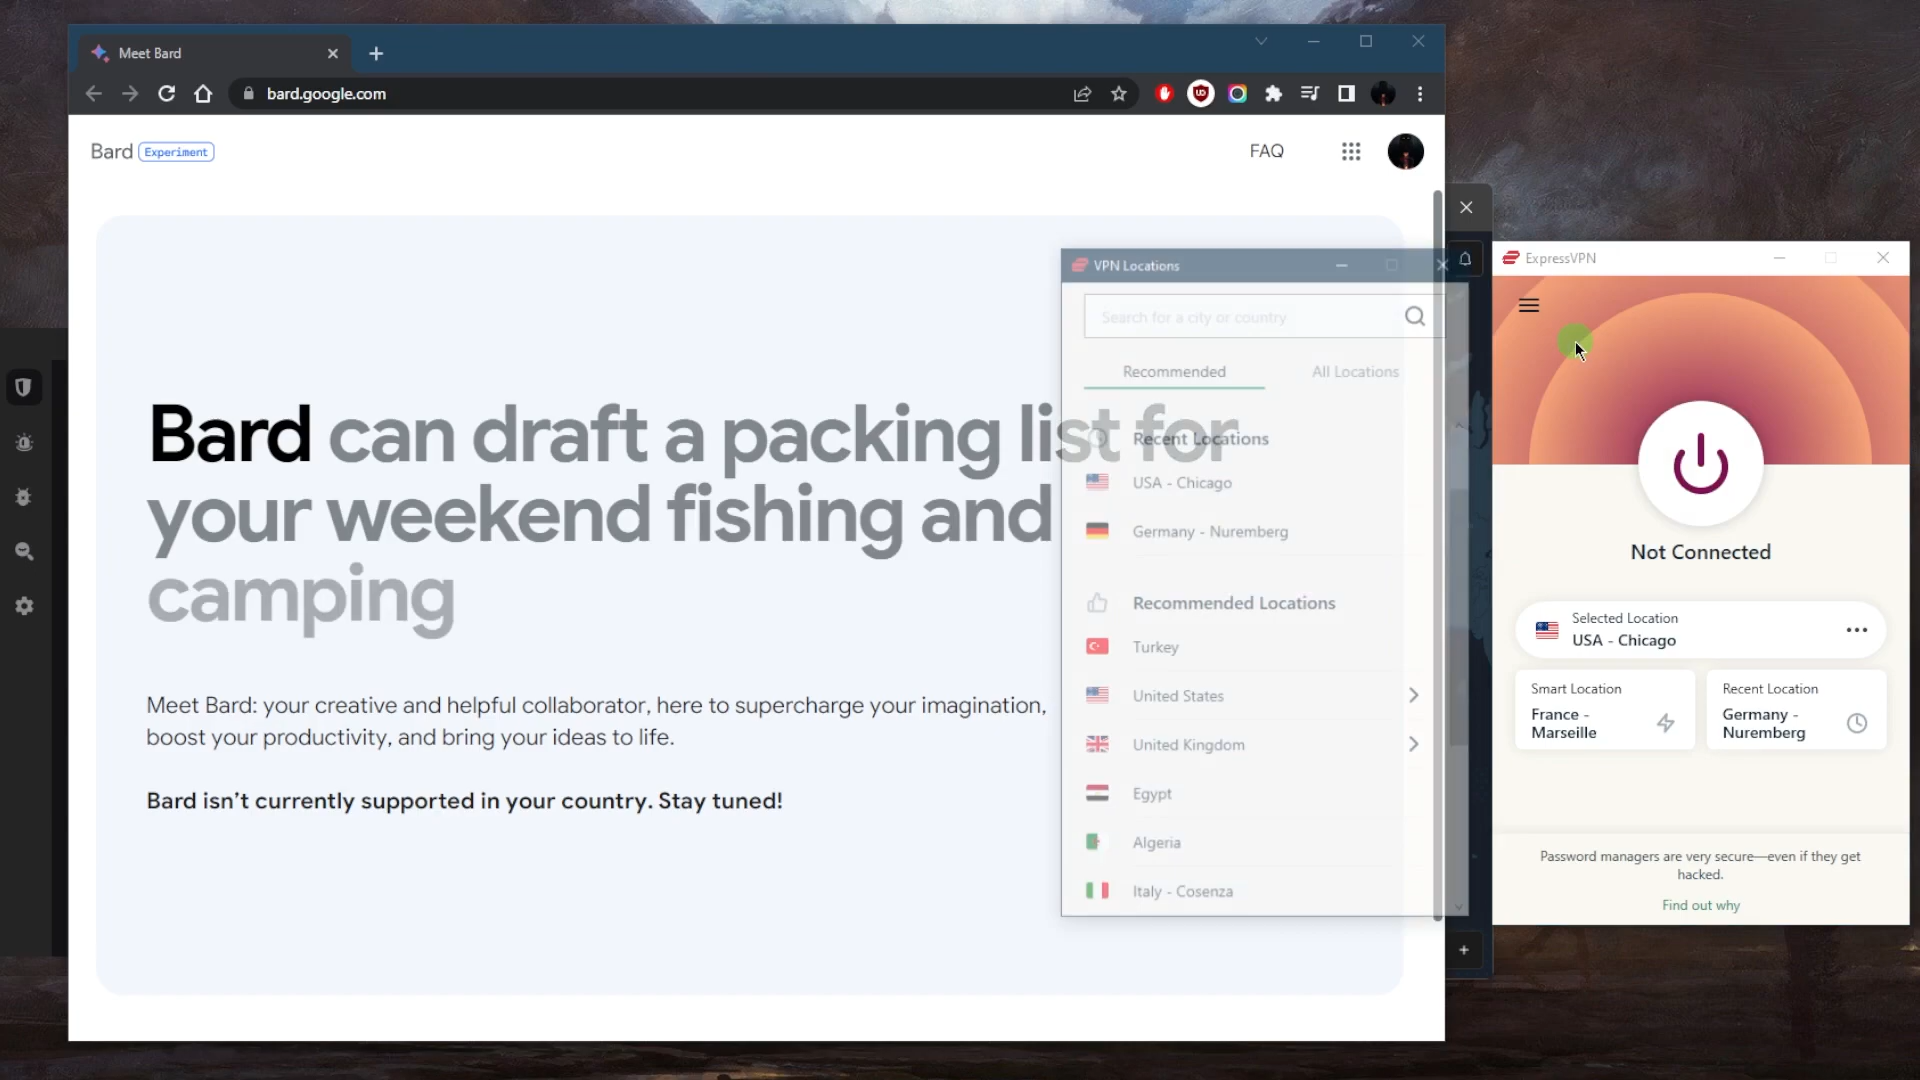 Meet Bard
bard.google.com
Bard Experiment
FAQ
Bard can draft a packing list for
your weekend fishing and
camping
Meet Bard: your creative and helpful collaborator, here to supercharge your imagination,
boost your productivity, and bring your ideas to life.
Bard isn't currently supported in your country. Stay tuned!
VPN Locations
Search for a city or country
Recommended
All Locations
Recent Locations
USA - Chicago
Germany - Nuremberg
Recommended Locations
Turkey
United States
United Kingdom
Egypt
Algeria
Italy - Cosenza
ExpressVPN
Not Connected
Selected Location
USA - Chicago
Smart Location
France -
Marseille
Recent Location
Germany -
Nuremberg
Password managers are very secure—even if they get
hacked.
Find out why